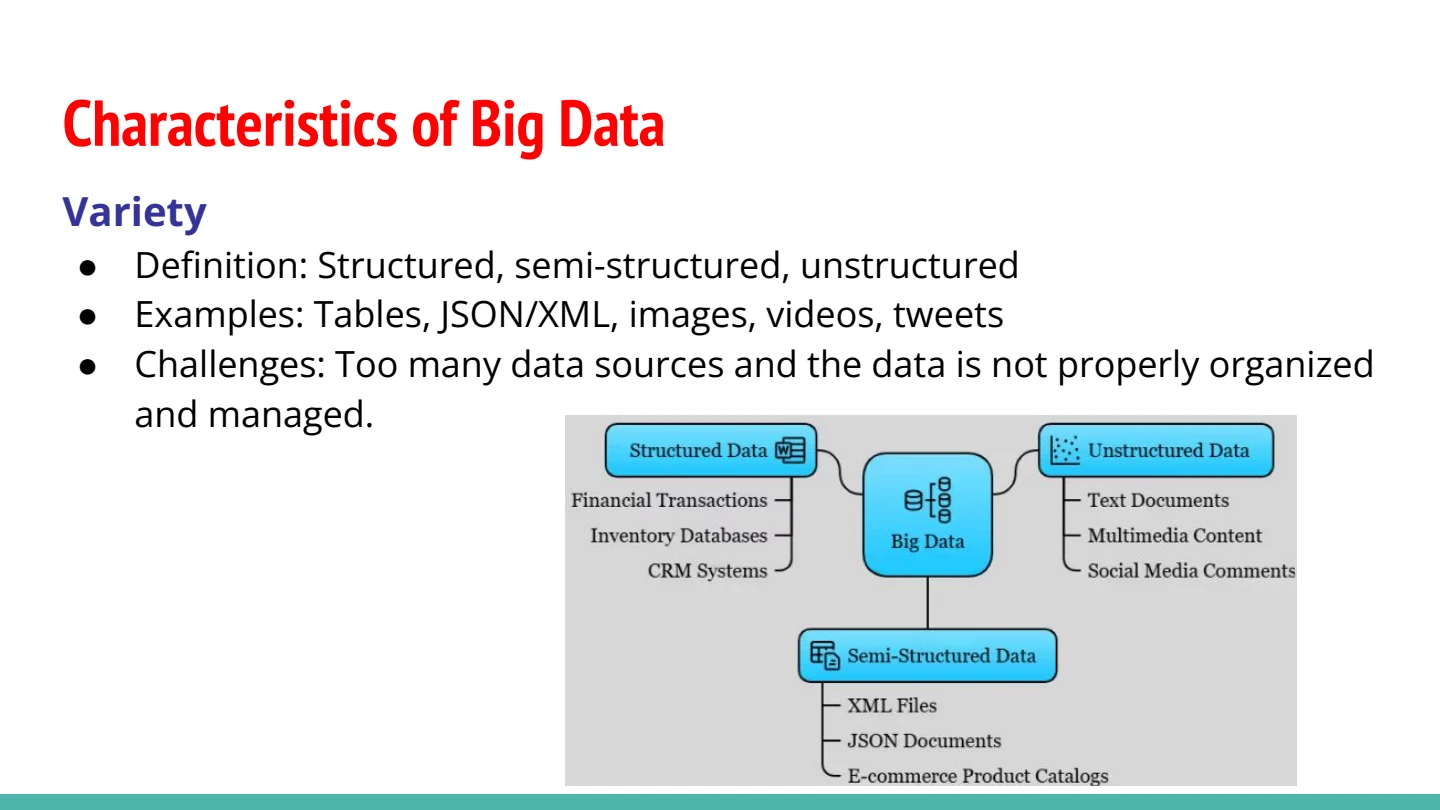 Characteristics of Big Data
Variety
● Definition: Structured, semi-structured, unstructured
● Examples: Tables, JSON/XML, images, videos, tweets
● Challenges: Too many data sources and the data is not properly organized
and managed.
Structured Data
Financial Transactions
Inventory Databases
CRM Systems
Big Data
Unstructured Data
Text Documents
Multimedia Content
Social Media Comments
Semi-Structured Data
XML Files
JSON Documents
E-commerce Product Catalogs